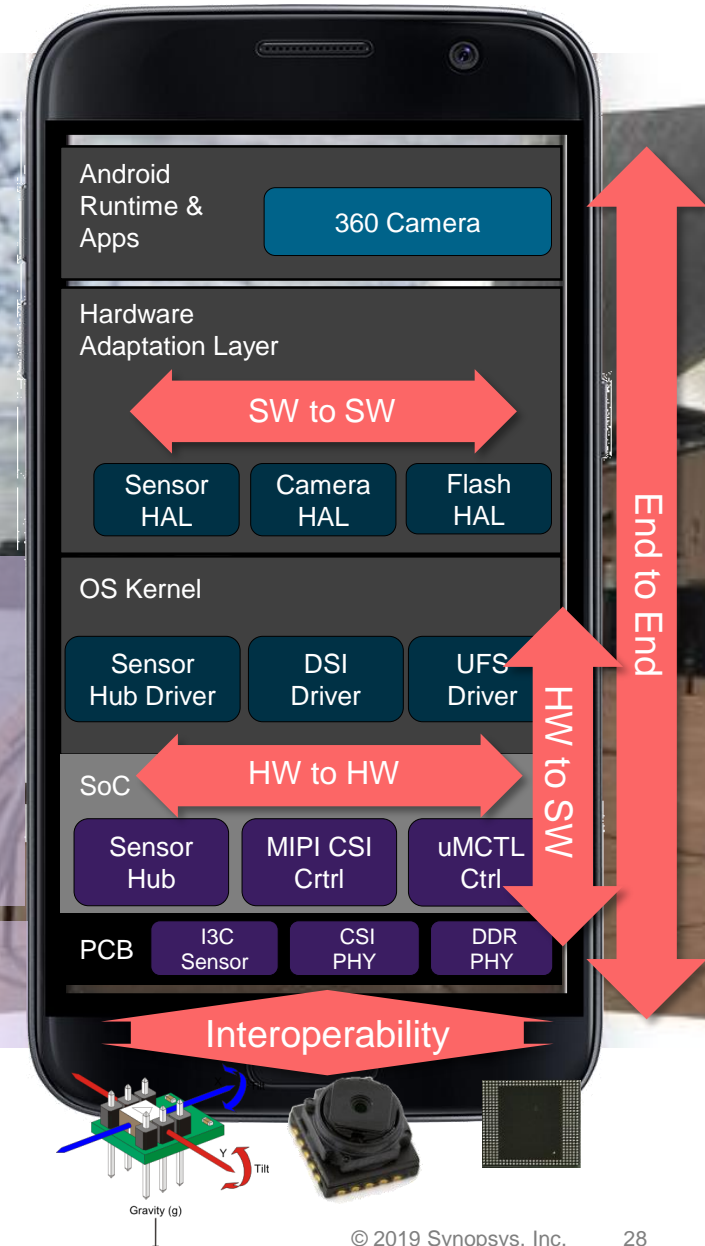 Android
Runtime &
Apps
360 Camera
Hardware
Adaptation Layer
SW to SW
Sensor
HAL
Camera
HAL
Flash
HAL
End to End
OS Kernel
Sensor
Hub Driver
DSI
Driver
UFS
Driver
HW to SW
HW to HW
SoC
Sensor
Hub
MIPI CSI
Crtrl
uMCTL
Ctrl
PCB
I3C
Sensor
CSI
PHY
DDR
PHY
Interoperability
Y
Tilt
Gravity (g)
© 2019 Synopsys, Inc. 28